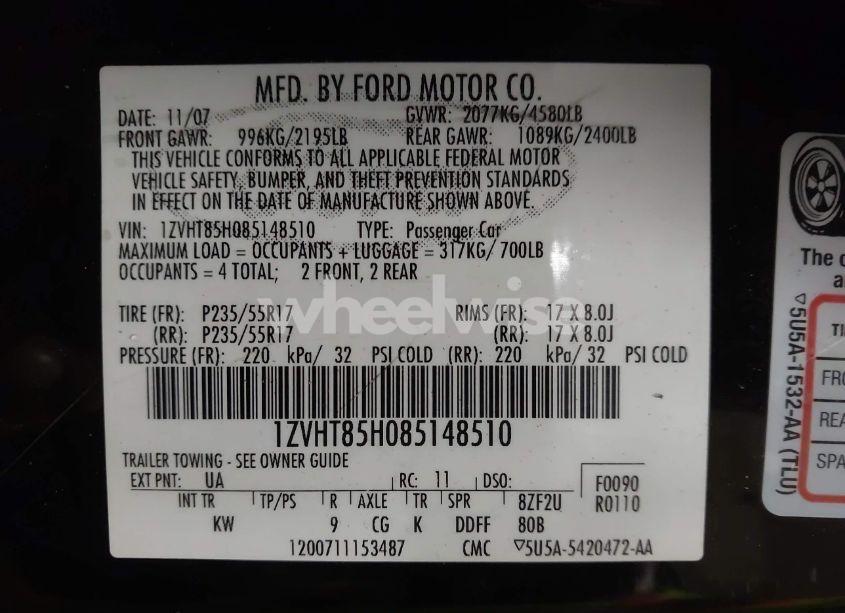 MFD. BY FORD MOTOR CO.
DATE: 11/07 GVWR: 2077KG/4580LB
FRONT GAWR: 996KG/2195LB REAR GAWR: 1089KG/2400LB
THIS VEHICLE CONFORMS TO ALL APPLICABLE FEDERAL MOTOR
VEHICLE SAFETY, BUMPER, AND THEFT PREVENTION STANDARDS
IN EFFECT ON THE DATE OF MANUFACTURE SHOWN ABOVE.
VIN: 1ZVHT85H085148510 TYPE: Passenger Car
MAXIMUM LOAD = OCCUPANTS + LUGGAGE = 317KG/ 700LB
OCCUPANTS = 4 TOTAL; 2 FRONT, 2 REAR
wheelwise
TIRE (FR): P235/55R17 RIMS (FR): 17 X 8.0J
(RR): P235/55R17 (RR): 17 X 8.0J
PRESSURE (FR): 220 kPa/ 32 PSI COLD (RR): 220 kPa/ 32 PSI COLD
1ZVHT85H085148510
TRAILER TOWING - SEE OWNER GUIDE
EXT PNT: UA RC: 11 DSO: F0090
INT TR TP/PS R AXLE TR SPR 8ZF2U R0110
KW 9 CG K DDFF 80B
1200711153487 CMC ▽5U5A-5420472-AA
The
▽5U5A-1532-AA (TLU)
REA
SPA